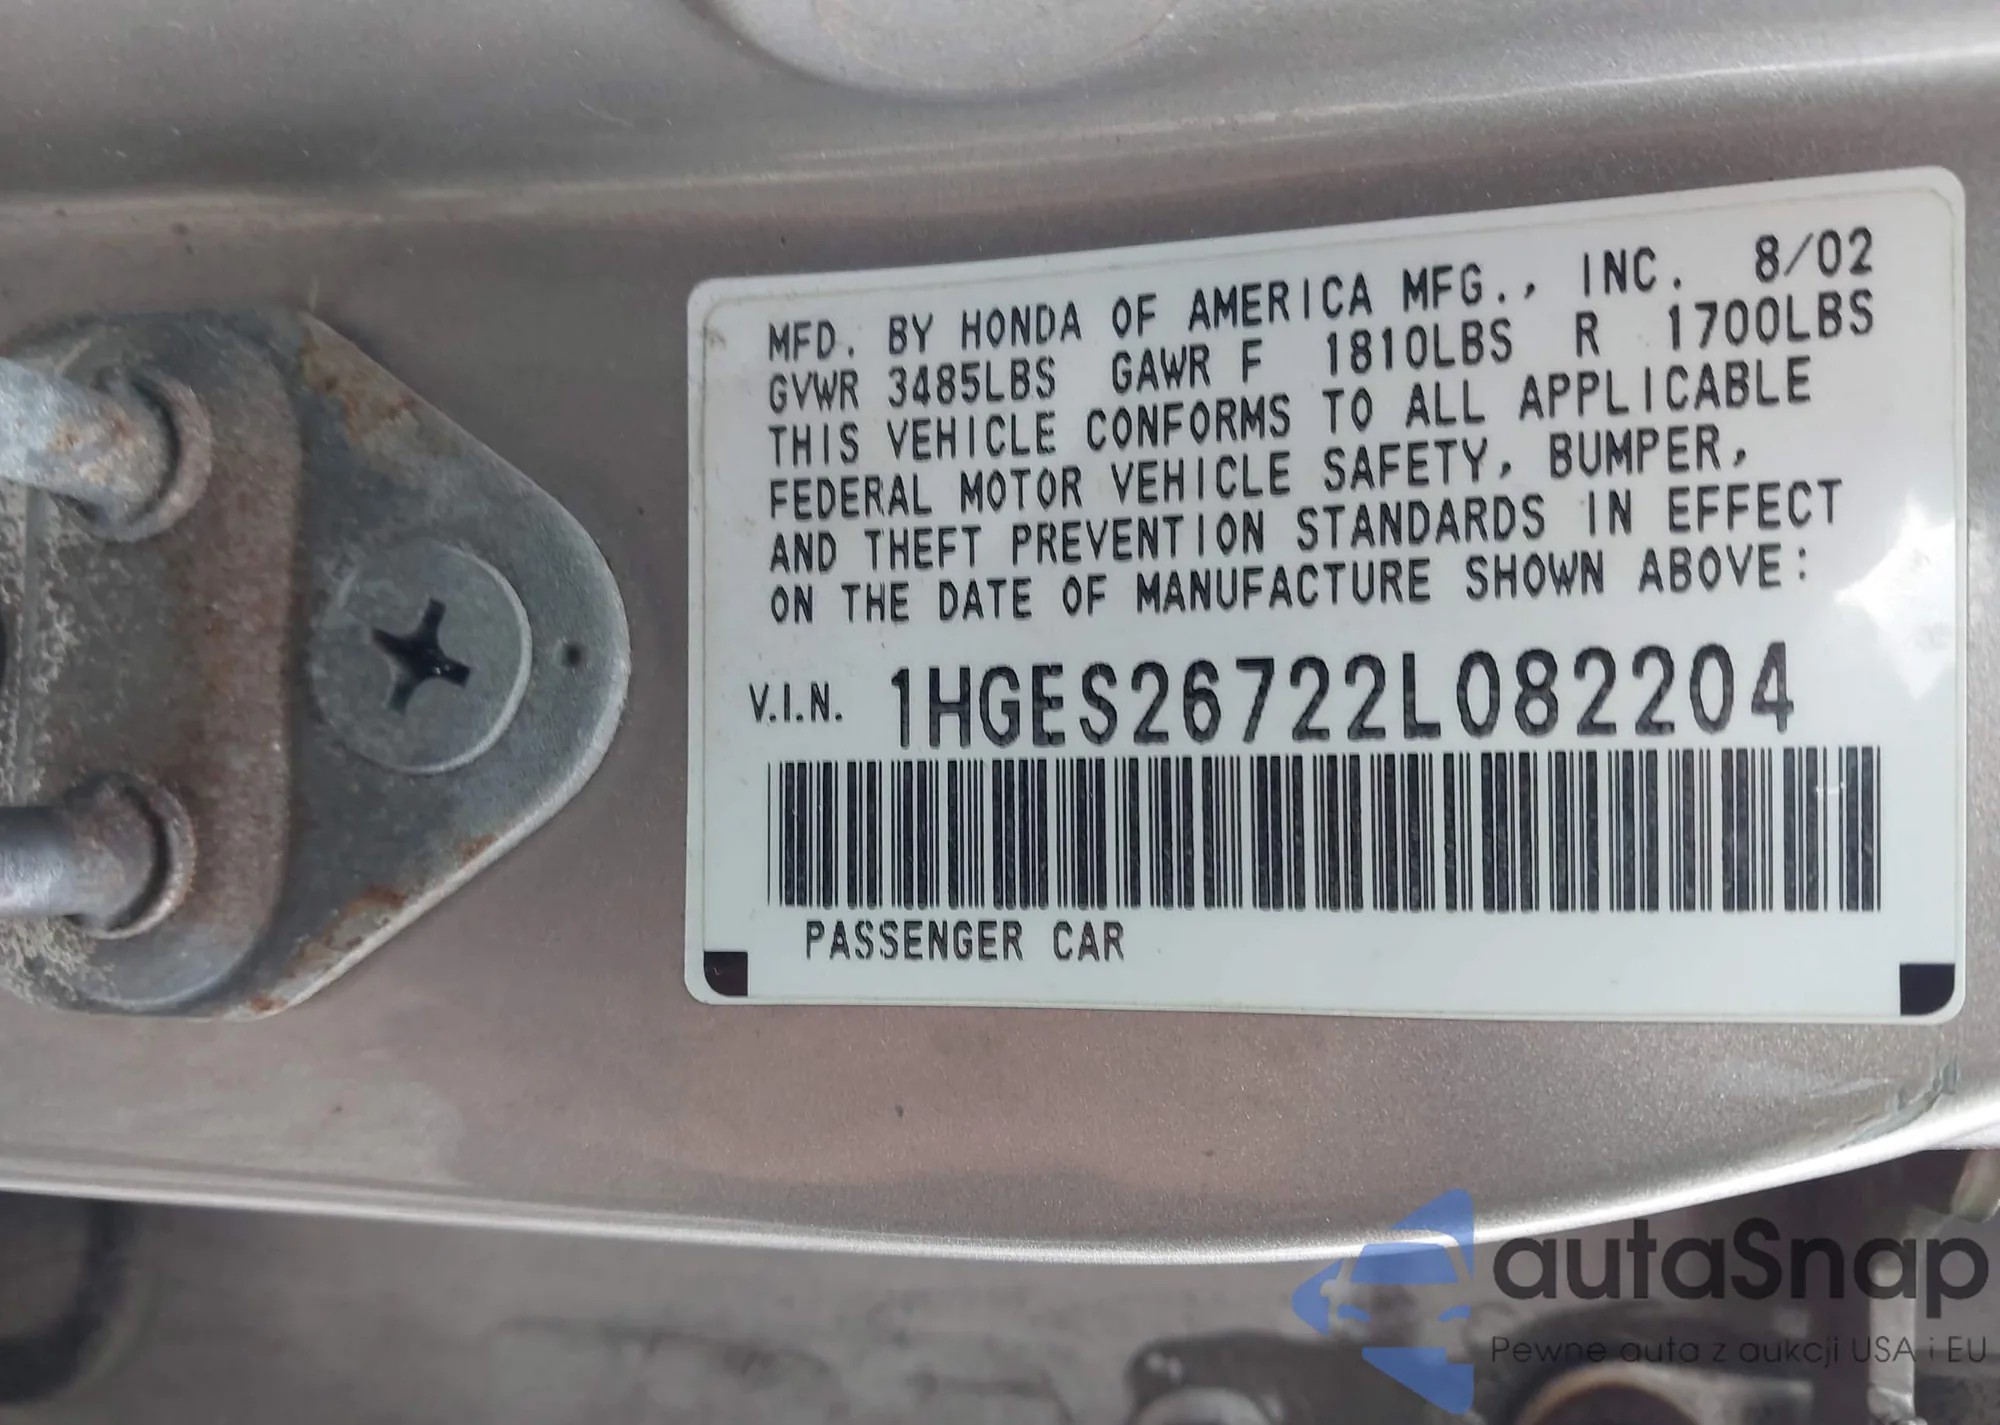 MFD. BY HONDA OF AMERICA MFG., INC. 8/02
GVWR 3485LBS GAWR F 1810LBS R 1700LBS
THIS VEHICLE CONFORMS TO ALL APPLICABLE
FEDERAL MOTOR VEHICLE SAFETY, BUMPER,
AND THEFT PREVENTION STANDARDS IN EFFECT
ON THE DATE OF MANUFACTURE SHOWN ABOVE:
V.I.N. 1HGES26722L082204
PASSENGER CAR
autaSnap
Pewne auta z aukcji USA i EU